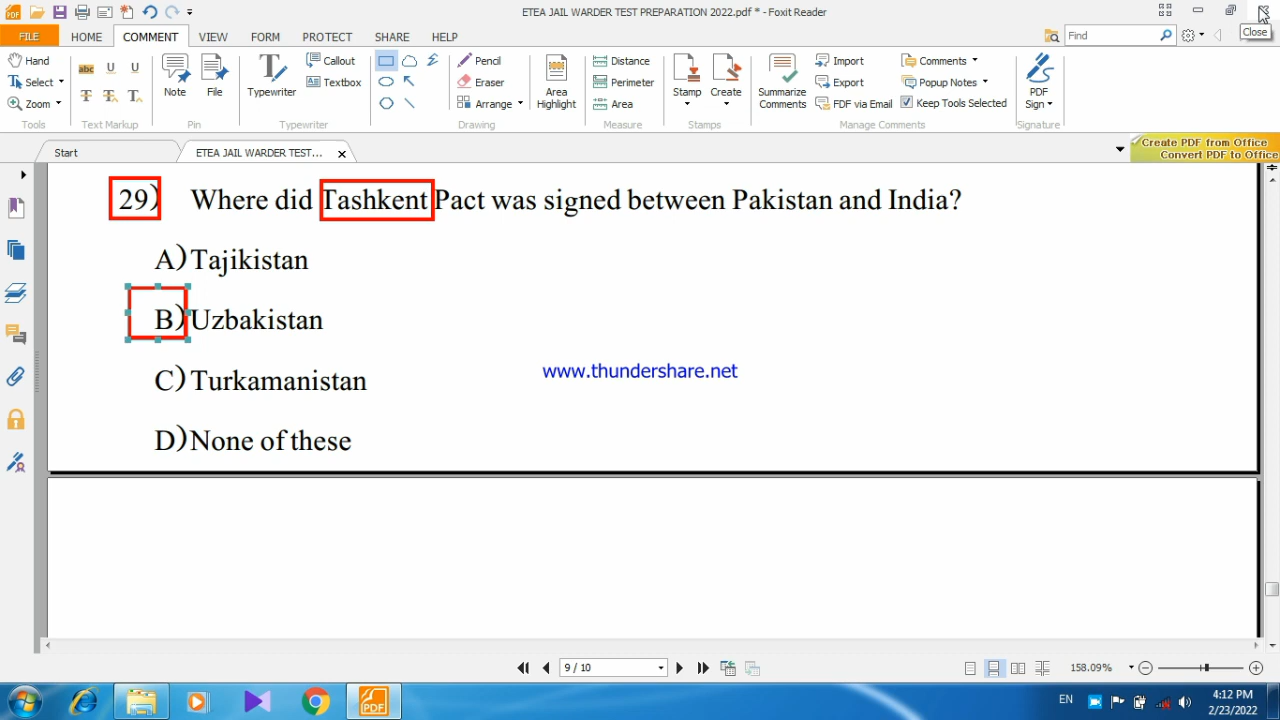 ETEA JAIL WARDER TEST PREPARATION 2022.pdf * - Foxit Reader
Close
FILE HOME COMMENT VIEW FORM PROTECT SHARE HELP Find
Hand Select Zoom Tools
abc U U T T T Text Markup
Note File Pin
Typewriter Callout Textbox Typewriter
Pencil Eraser Arrange Drawing
Area Highlight
Distance Perimeter Area Measure
Stamp Create Stamps
Summarize Comments Import Export FDF via Email Comments Popup Notes Keep Tools Selected Manage Comments
PDF Sign Signature
Start ETEA JAIL WARDER TEST...
Create PDF from Office
Convert PDF to Office
29) Where did Tashkent Pact was signed between Pakistan and India?
A) Tajikistan
B) Uzbakistan
C) Turkamanistan
D) None of these
www.thundershare.net
9 / 10 158.09%
PDF EN 4:12 PM
2/23/2022